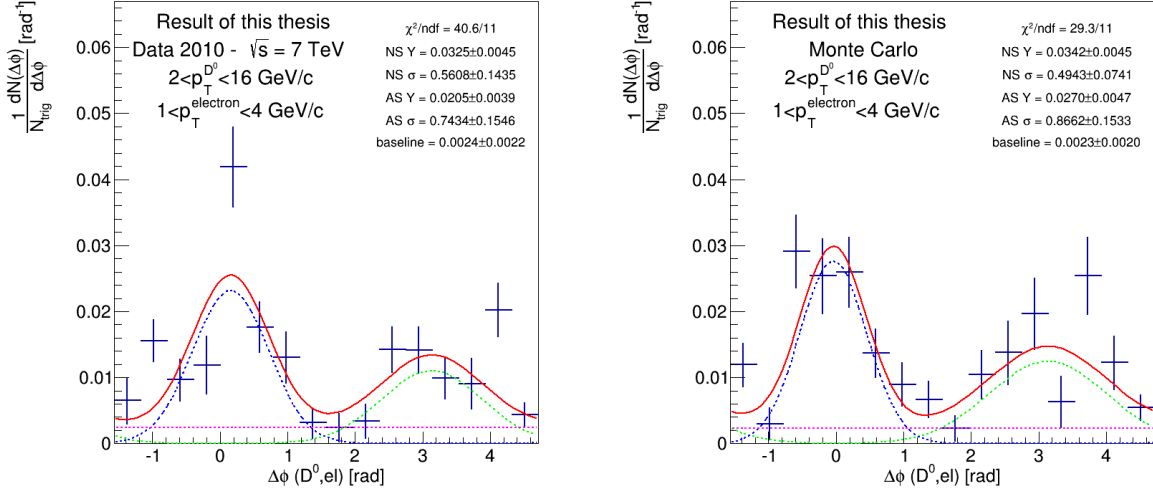 Result of this thesis
Data 2010 - √s = 7 TeV
2<p_T^{D^0}<16 GeV/c
1<p_T^{electron}<4 GeV/c
χ²/ndf = 40.6/11
NS Y = 0.0325±0.0045
NS σ = 0.5608±0.1435
AS Y = 0.0205±0.0039
AS σ = 0.7434±0.1546
baseline = 0.0024±0.0022
1/N_trig dN(Δϕ)/dΔϕ [rad⁻¹]
0.06
0.05
0.04
0.03
0.02
0.01
0
-1 0 1 2 3 4
Δϕ (D⁰,el) [rad]
Result of this thesis
Monte Carlo
2<p_T^{D^0}<16 GeV/c
1<p_T^{electron}<4 GeV/c
χ²/ndf = 29.3/11
NS Y = 0.0342±0.0045
NS σ = 0.4943±0.0741
AS Y = 0.0270±0.0047
AS σ = 0.8662±0.1533
baseline = 0.0023±0.0020
1/N_trig dN(Δϕ)/dΔϕ [rad⁻¹]
0.06
0.05
0.04
0.03
0.02
0.01
0
-1 0 1 2 3 4
Δϕ (D⁰,el) [rad]